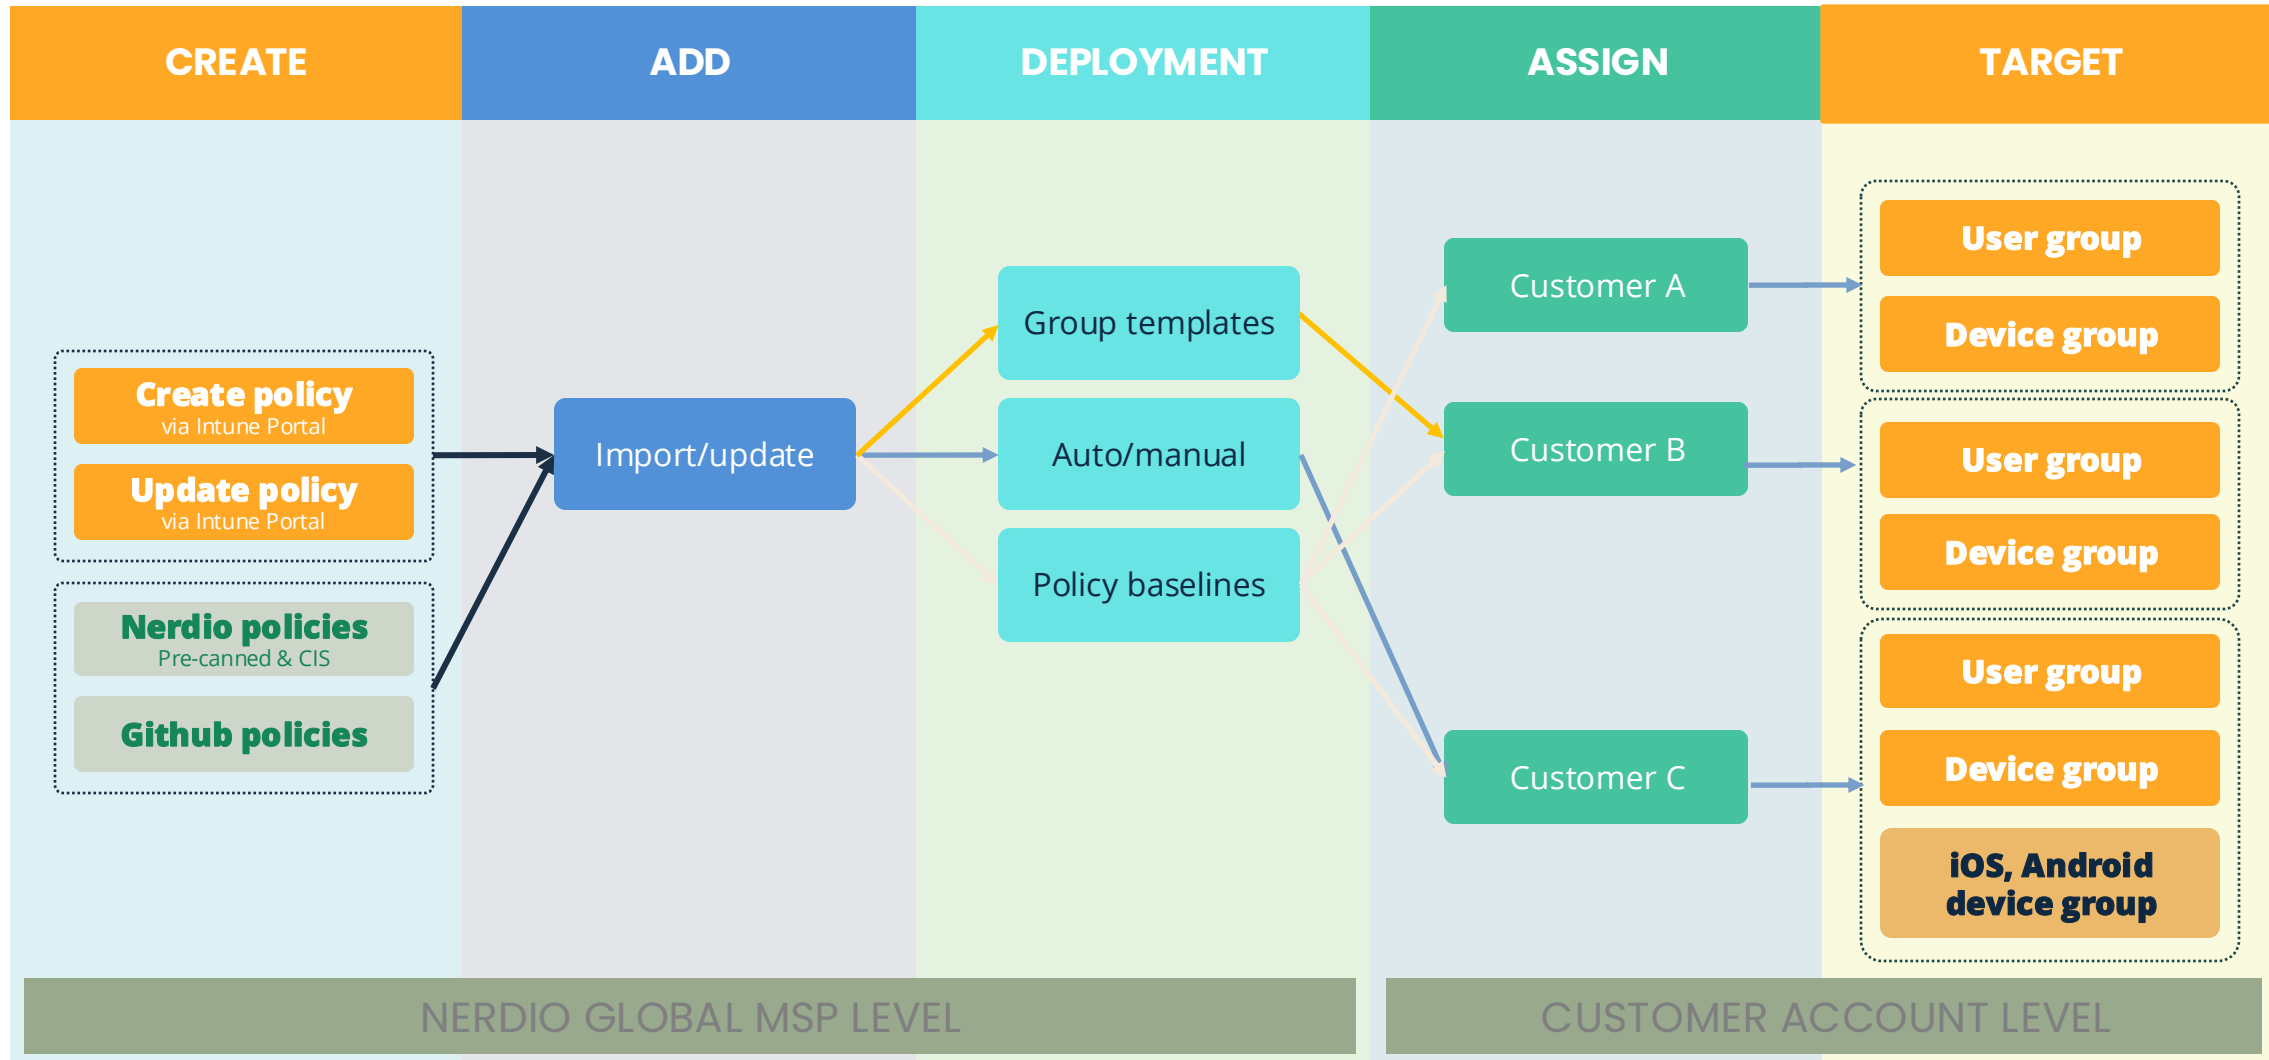 CREATE
ADD
DEPLOYMENT
ASSIGN
TARGET
Create policy
via Intune Portal
Update policy
via Intune Portal
Nerdio policies
Pre-canned & CIS
Github policies
Import/update
Group templates
Auto/manual
Policy baselines
Customer A
Customer B
Customer C
User group
Device group
User group
Device group
User group
Device group
iOS, Android
device group
NERDIO GLOBAL MSP LEVEL
CUSTOMER ACCOUNT LEVEL